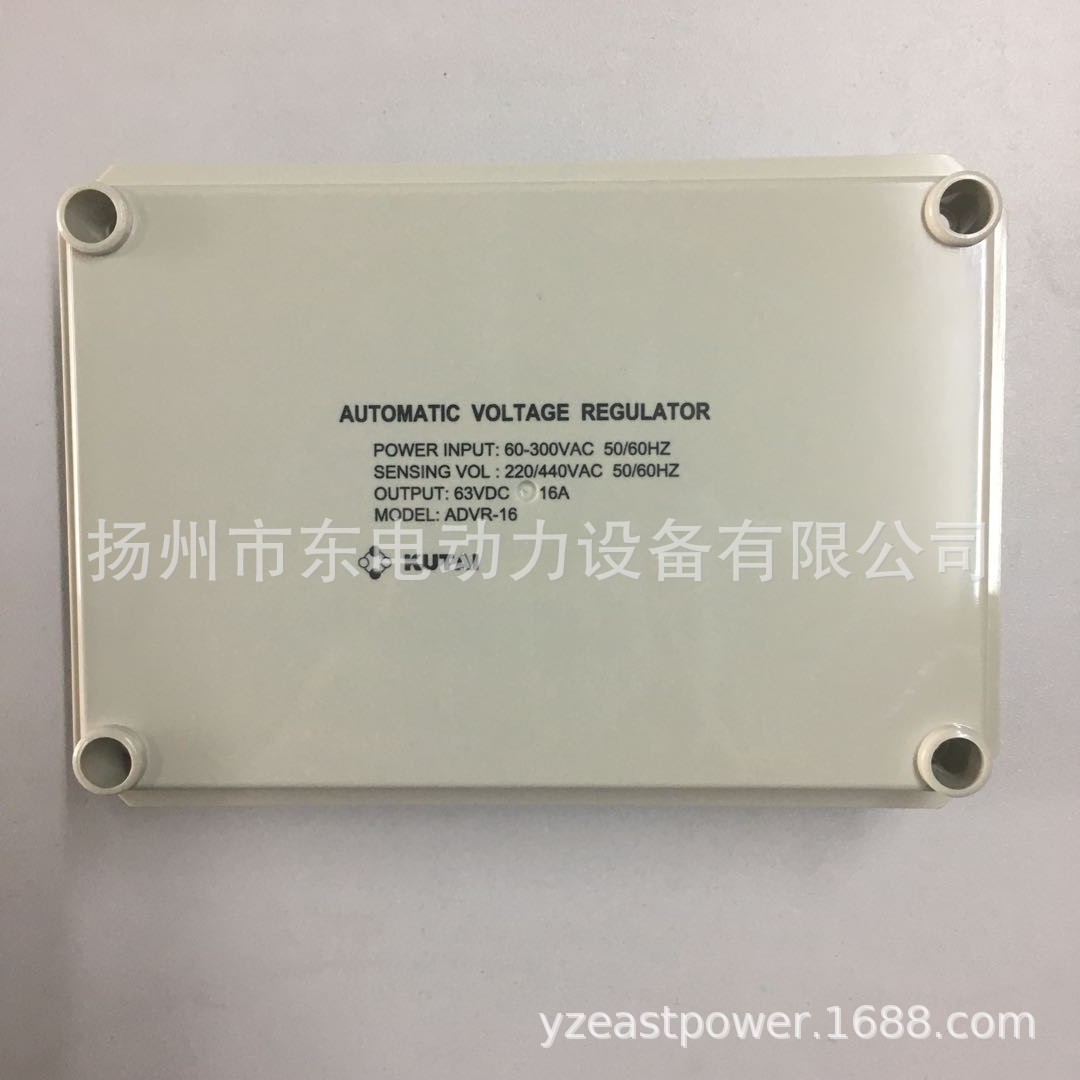 AUTOMATIC VOLTAGE REGULATOR
POWER INPUT: 60-300VAC 50/60HZ
SENSING VOL : 220/440VAC 50/60HZ
OUTPUT: 63VDC 16A
MODEL: ADVR-16
KUTAI
扬州市东电动力设备有限公司
yzeastpower.1688.com